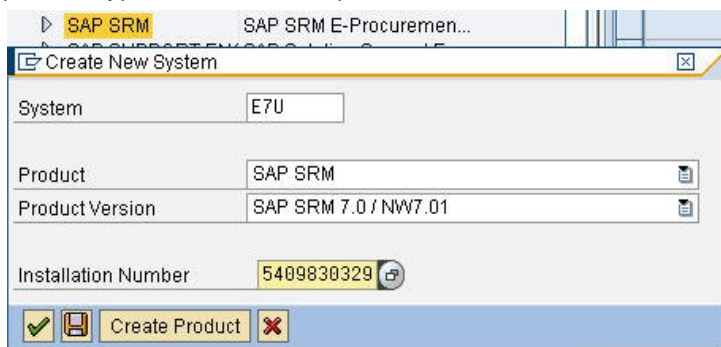 SAP SRM SAP SRM E-Procuremen...
Create New System
System E7U
Product SAP SRM
Product Version SAP SRM 7.0 / NW7.01
Installation Number 5409830329
Create Product